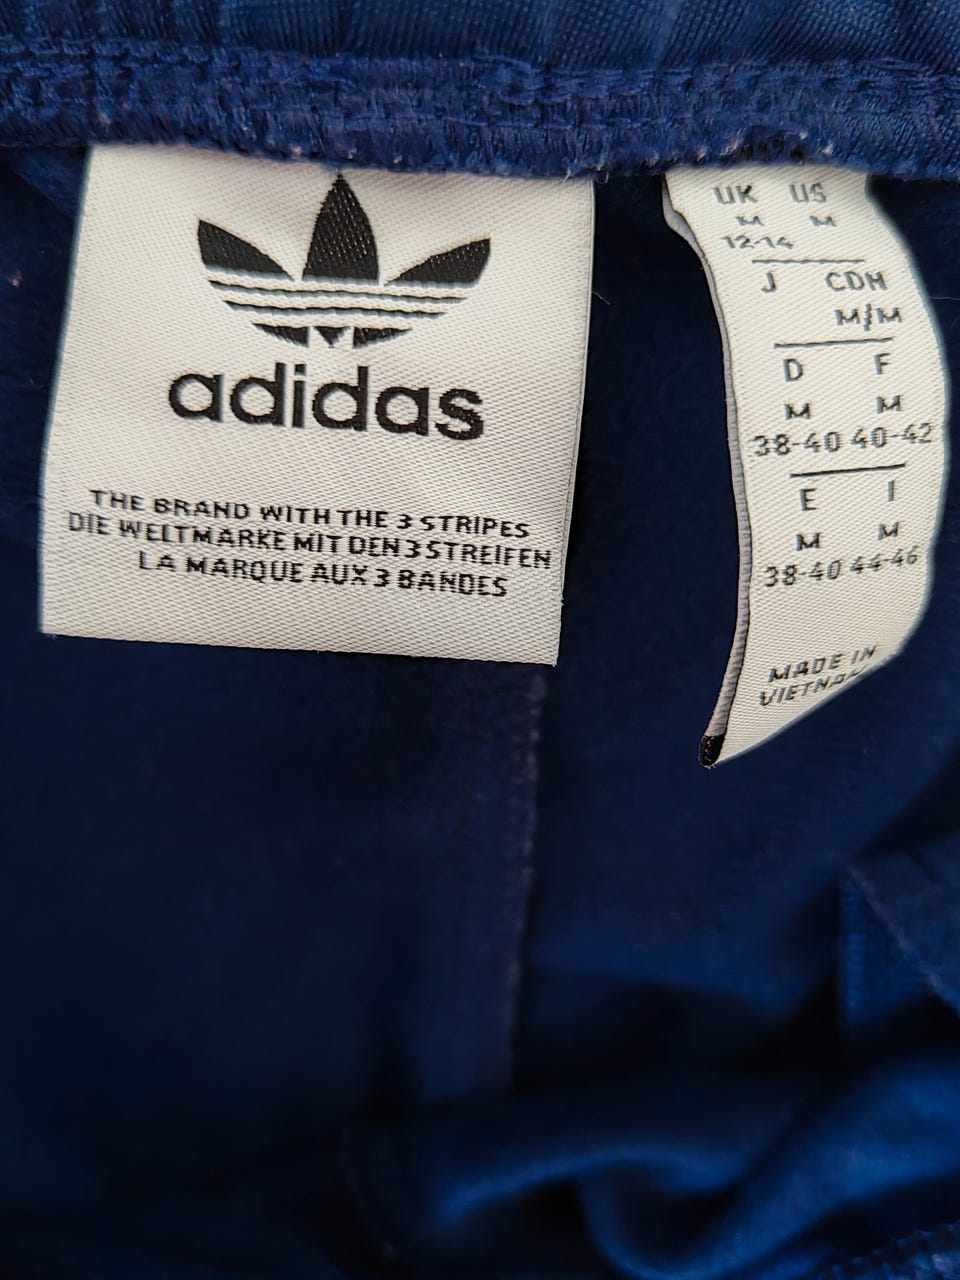 adidas
THE BRAND WITH THE 3 STRIPES
DIE WELTMARKE MIT DEN 3 STREIFEN
LA MARQUE AUX 3 BANDES
UK US
M M
12-14
J CDN
M/M
D F
M M
38-40 40-42
E I
M M
38-40 44-46
MADE IN
VIETNAM